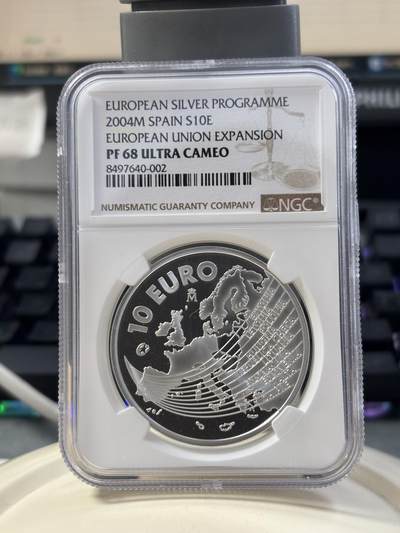 EUROPEAN SILVER PROGRAMME
2004M SPAIN S10E
EUROPEAN UNION EXPANSION
PF 68 ULTRA CAMEO
8497640-002
NUMISMATIC GUARANTY COMPANY
NGC
10 EURO